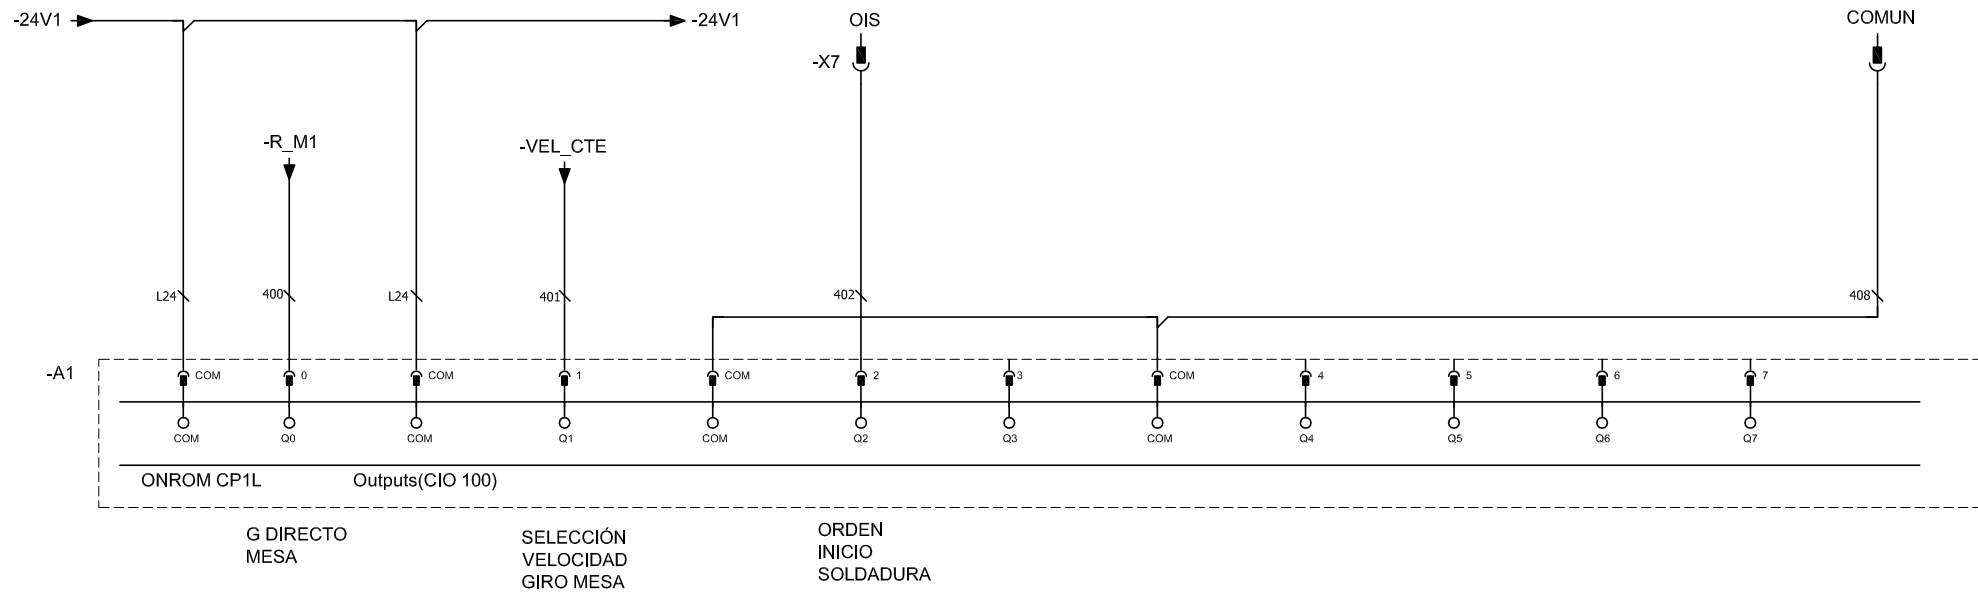 -24V1
-24V1
OIS
COMUN
-X7
-R_M1
-VEL_CTE
L24
400
L24
401
402
408
-A1
COM
0
COM
1
COM
2
3
COM
4
5
6
7
COM
Q0
COM
Q1
COM
Q2
Q3
COM
Q4
Q5
Q6
Q7
ONROM CP1L
Outputs(CIO 100)
G DIRECTO
MESA
SELECCIÓN
VELOCIDAD
GIRO MESA
ORDEN
INICIO
SOLDADURA